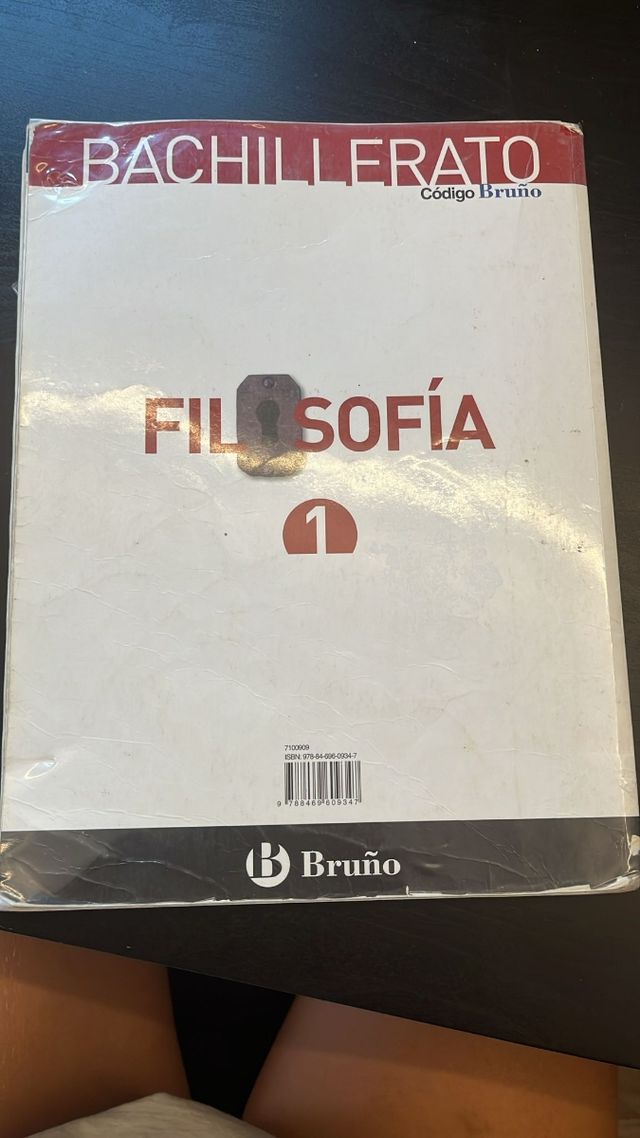 BACHILLERATO
Código Bruño
FILOSOFÍA
1
7100909
ISBN: 978-84-696-0934-7
9 788469 609347
B Bruño